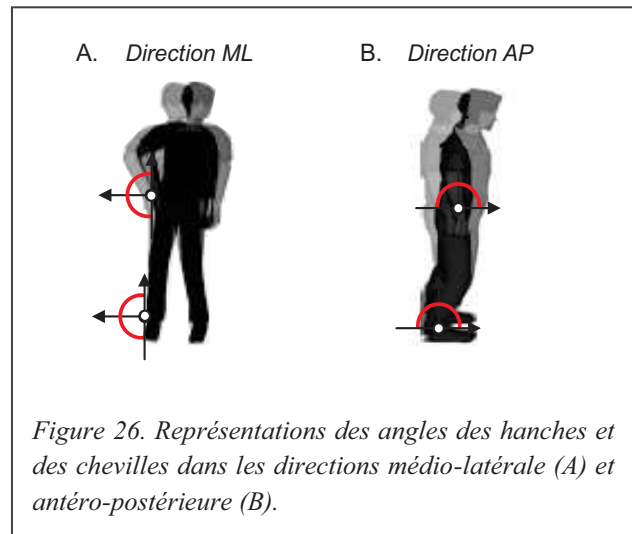 A. Direction ML B. Direction AP
Figure 26. Représentations des angles des hanches et
des chevilles dans les directions médio-latérale (A) et
antéro-postérieure (B).